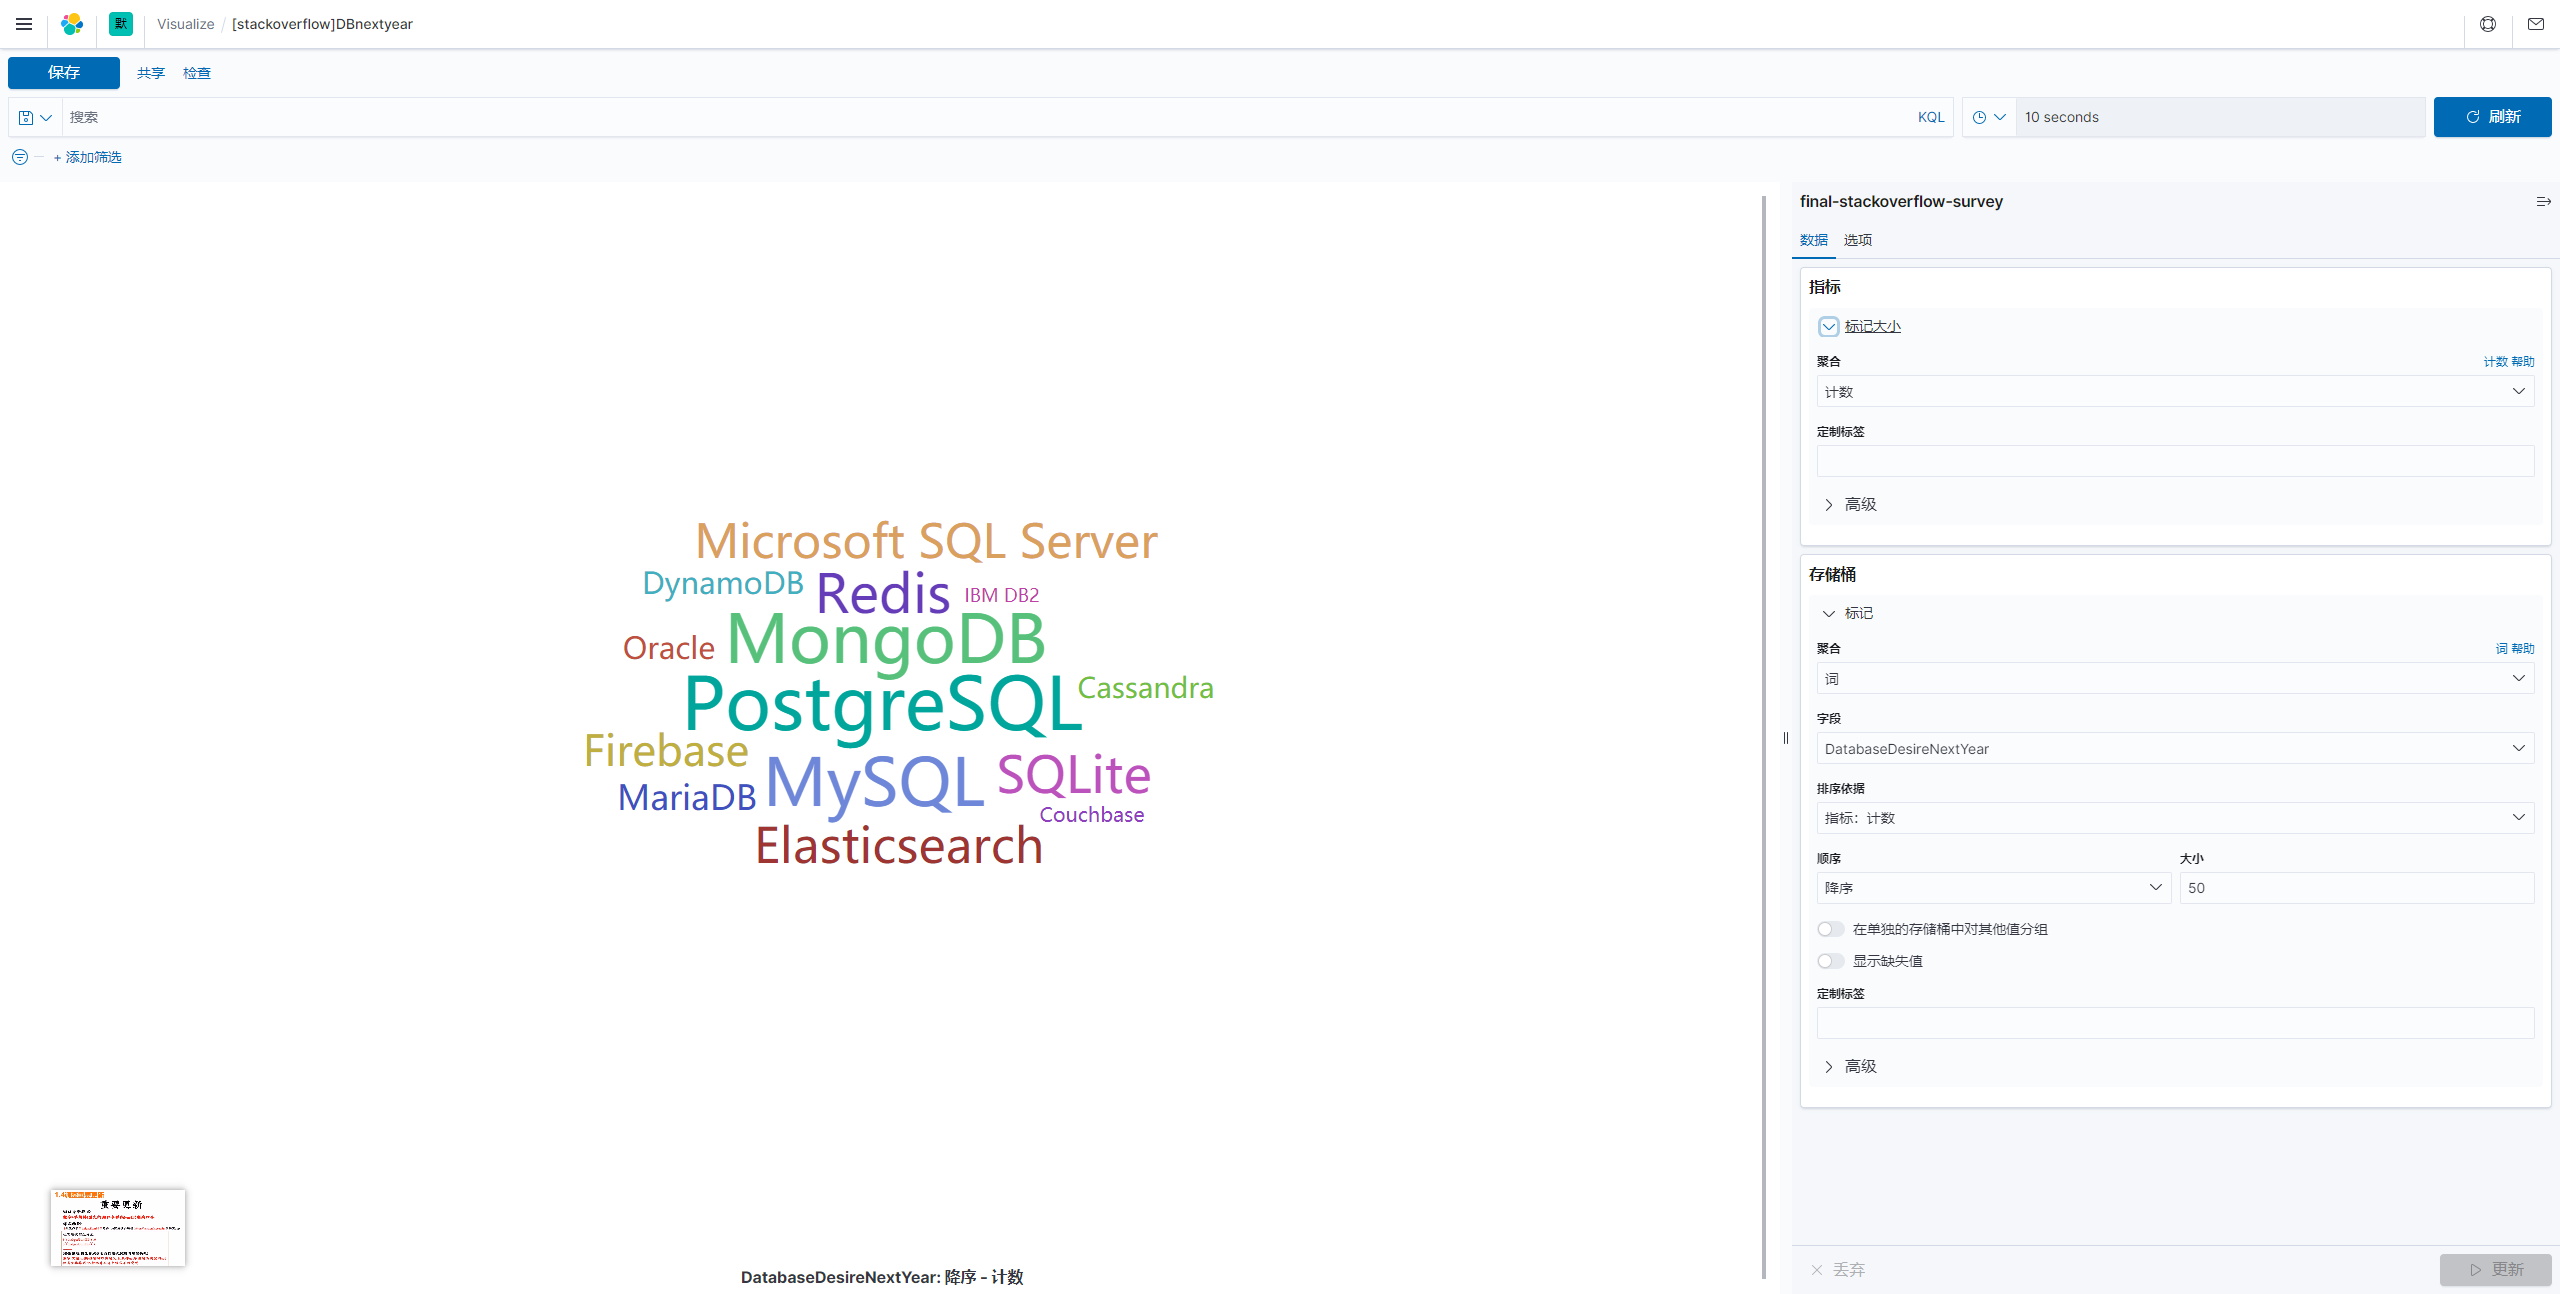 默
Visualize / [stackoverflow]DBnextyear
保存 共享 检查
搜索 KQL 10 seconds 刷新
+ 添加筛选
Microsoft SQL Server
DynamoDB Redis IBM DB2
Oracle MongoDB
PostgreSQL Cassandra
Firebase
MariaDB MySQL SQLite
Couchbase
Elasticsearch
重要更新
DatabaseDesireNextYear: 降序 - 计数
final-stackoverflow-survey
数据 选项
指标
标记大小
聚合 计数 帮助
计数
定制标签
高级
存储桶
标记
聚合 词 帮助
词
字段
DatabaseDesireNextYear
排序依据
指标：计数
顺序 大小
降序 50
在单独的存储桶中对其他值分组
显示缺失值
定制标签
高级
丢弃 更新